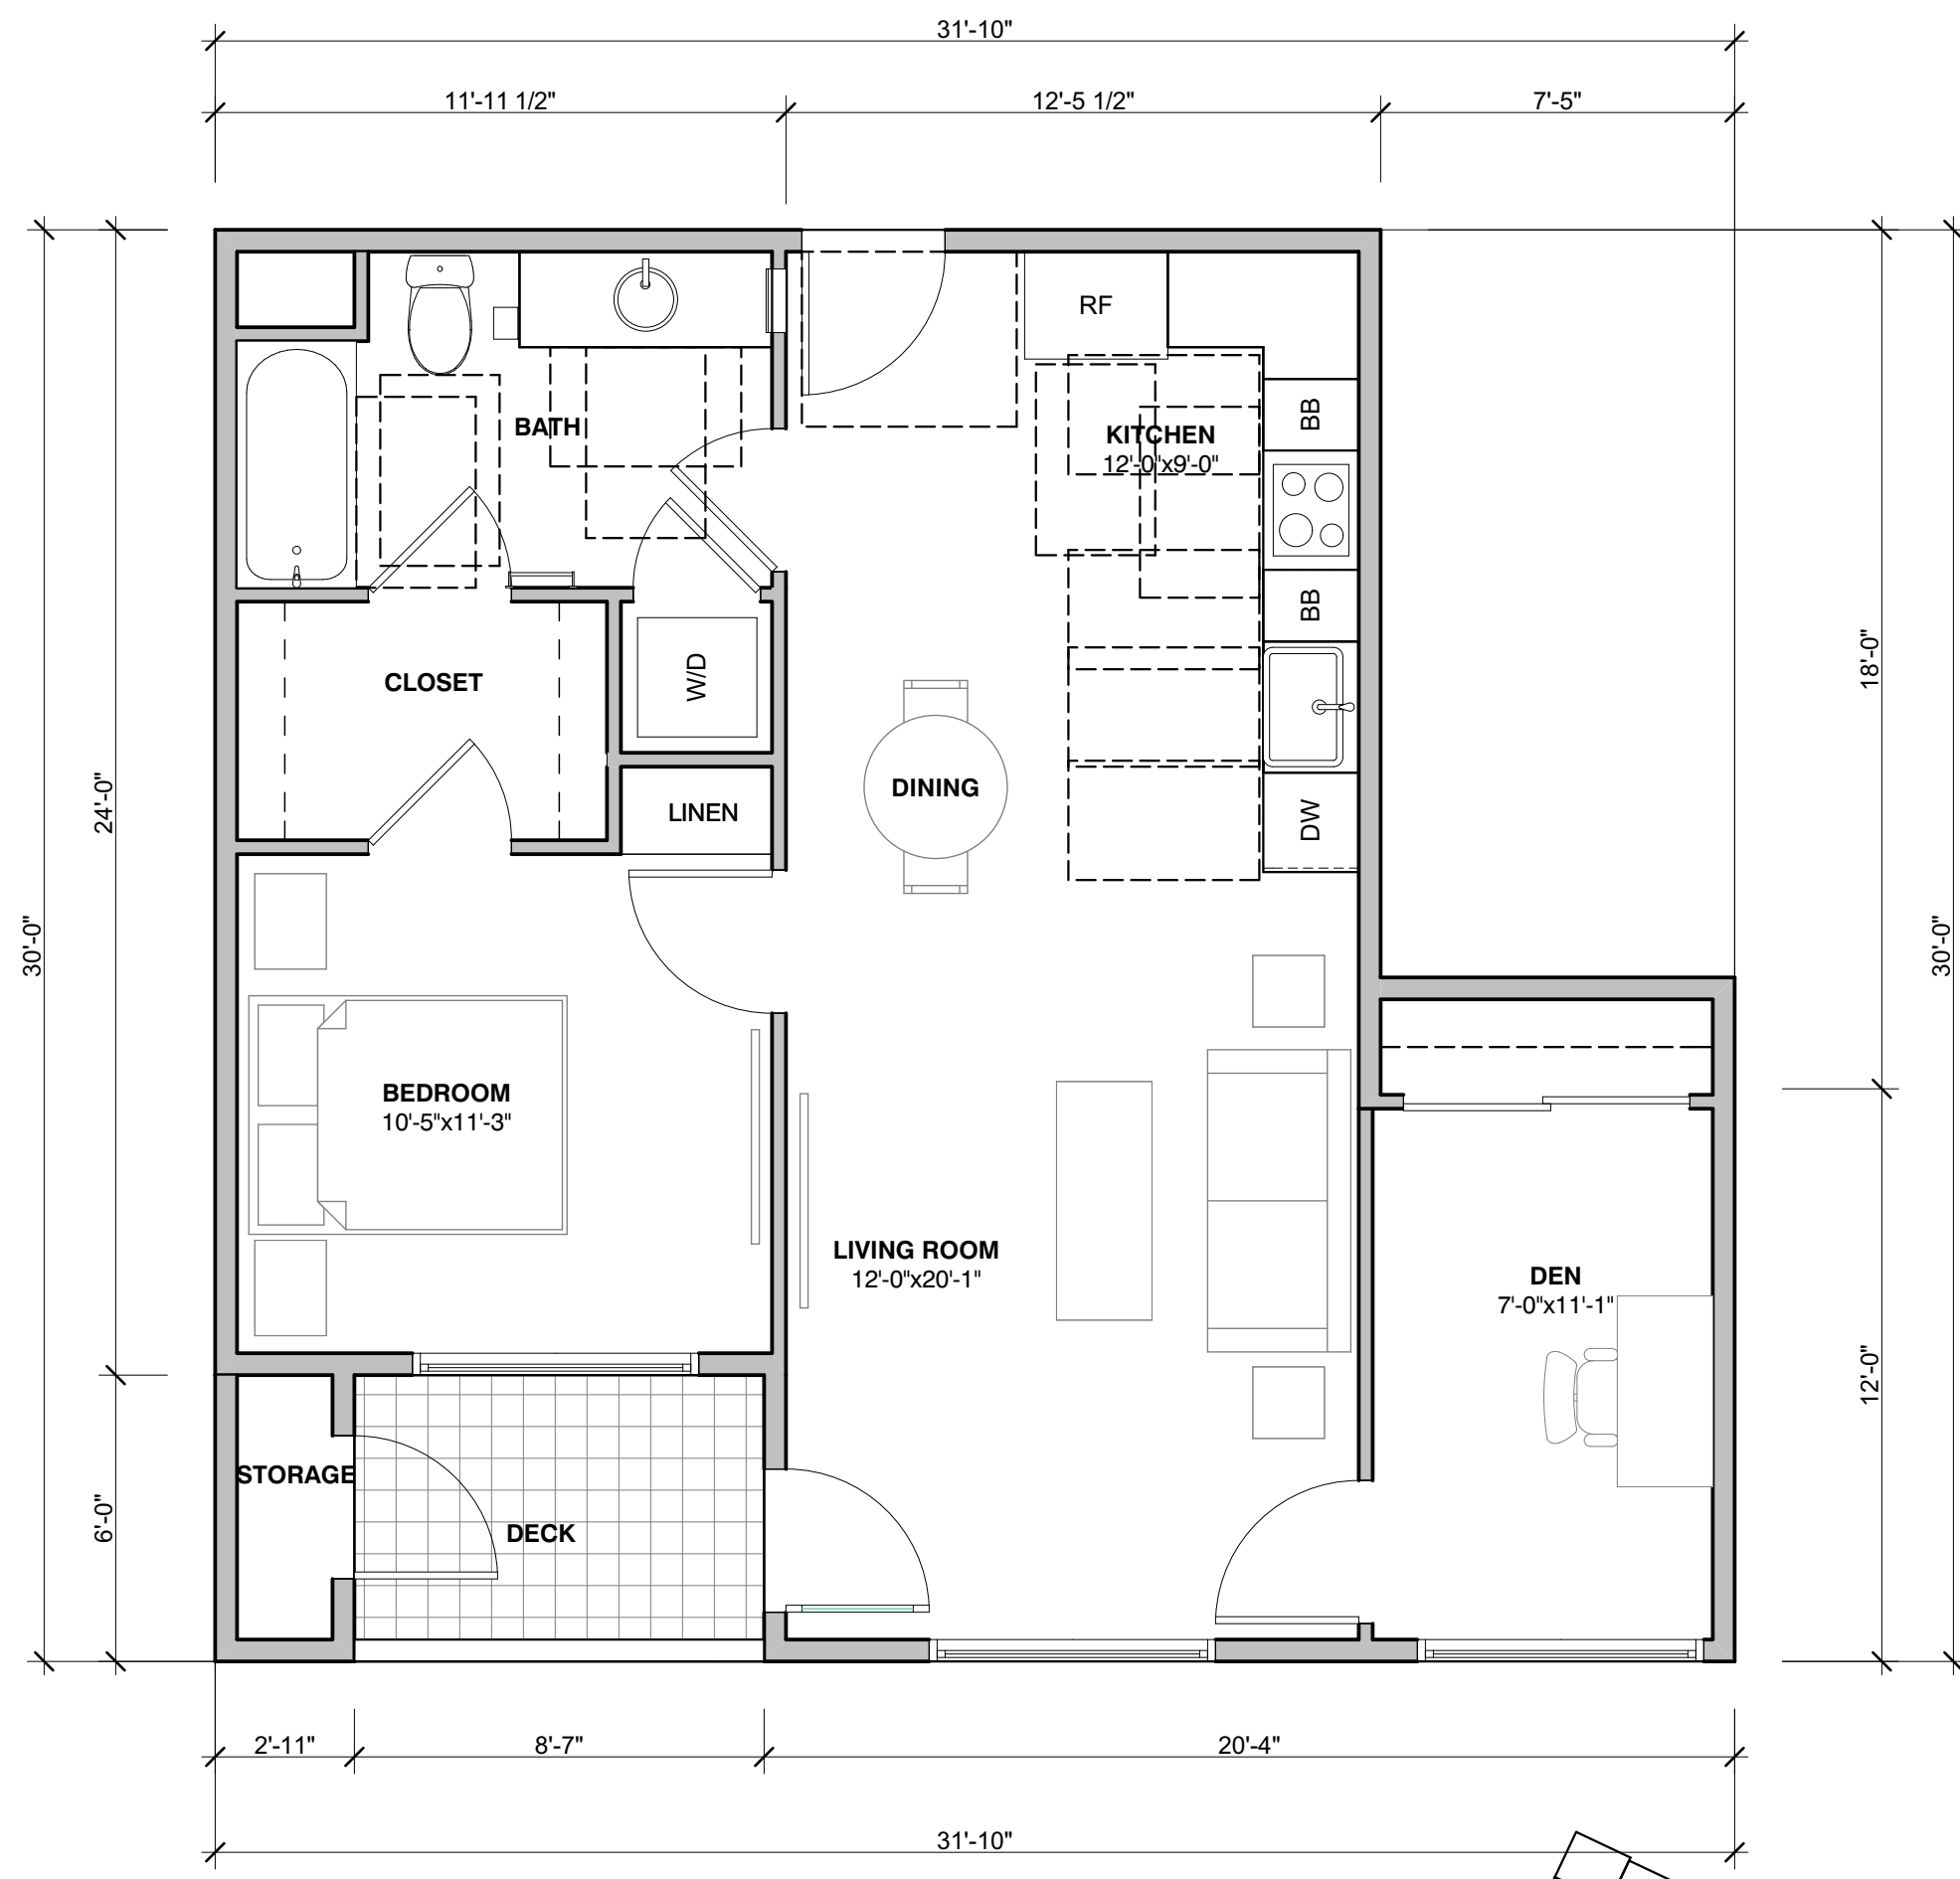 31'-10"
11'-11 1/2"
12'-5 1/2"
7'-5"
RF
BATH
KITCHEN
12'-0"x9'-0"
BB
BB
18'-0"
CLOSET
W/D
24'-0"
DINING
LINEN
DW
30'-0"
30'-0"
BEDROOM
10'-5"x11'-3"
LIVING ROOM
12'-0"x20'-1"
DEN
7'-0"x11'-1"
12'-0"
STORAGE
6'-0"
DECK
2'-11"
8'-7"
20'-4"
31'-10"